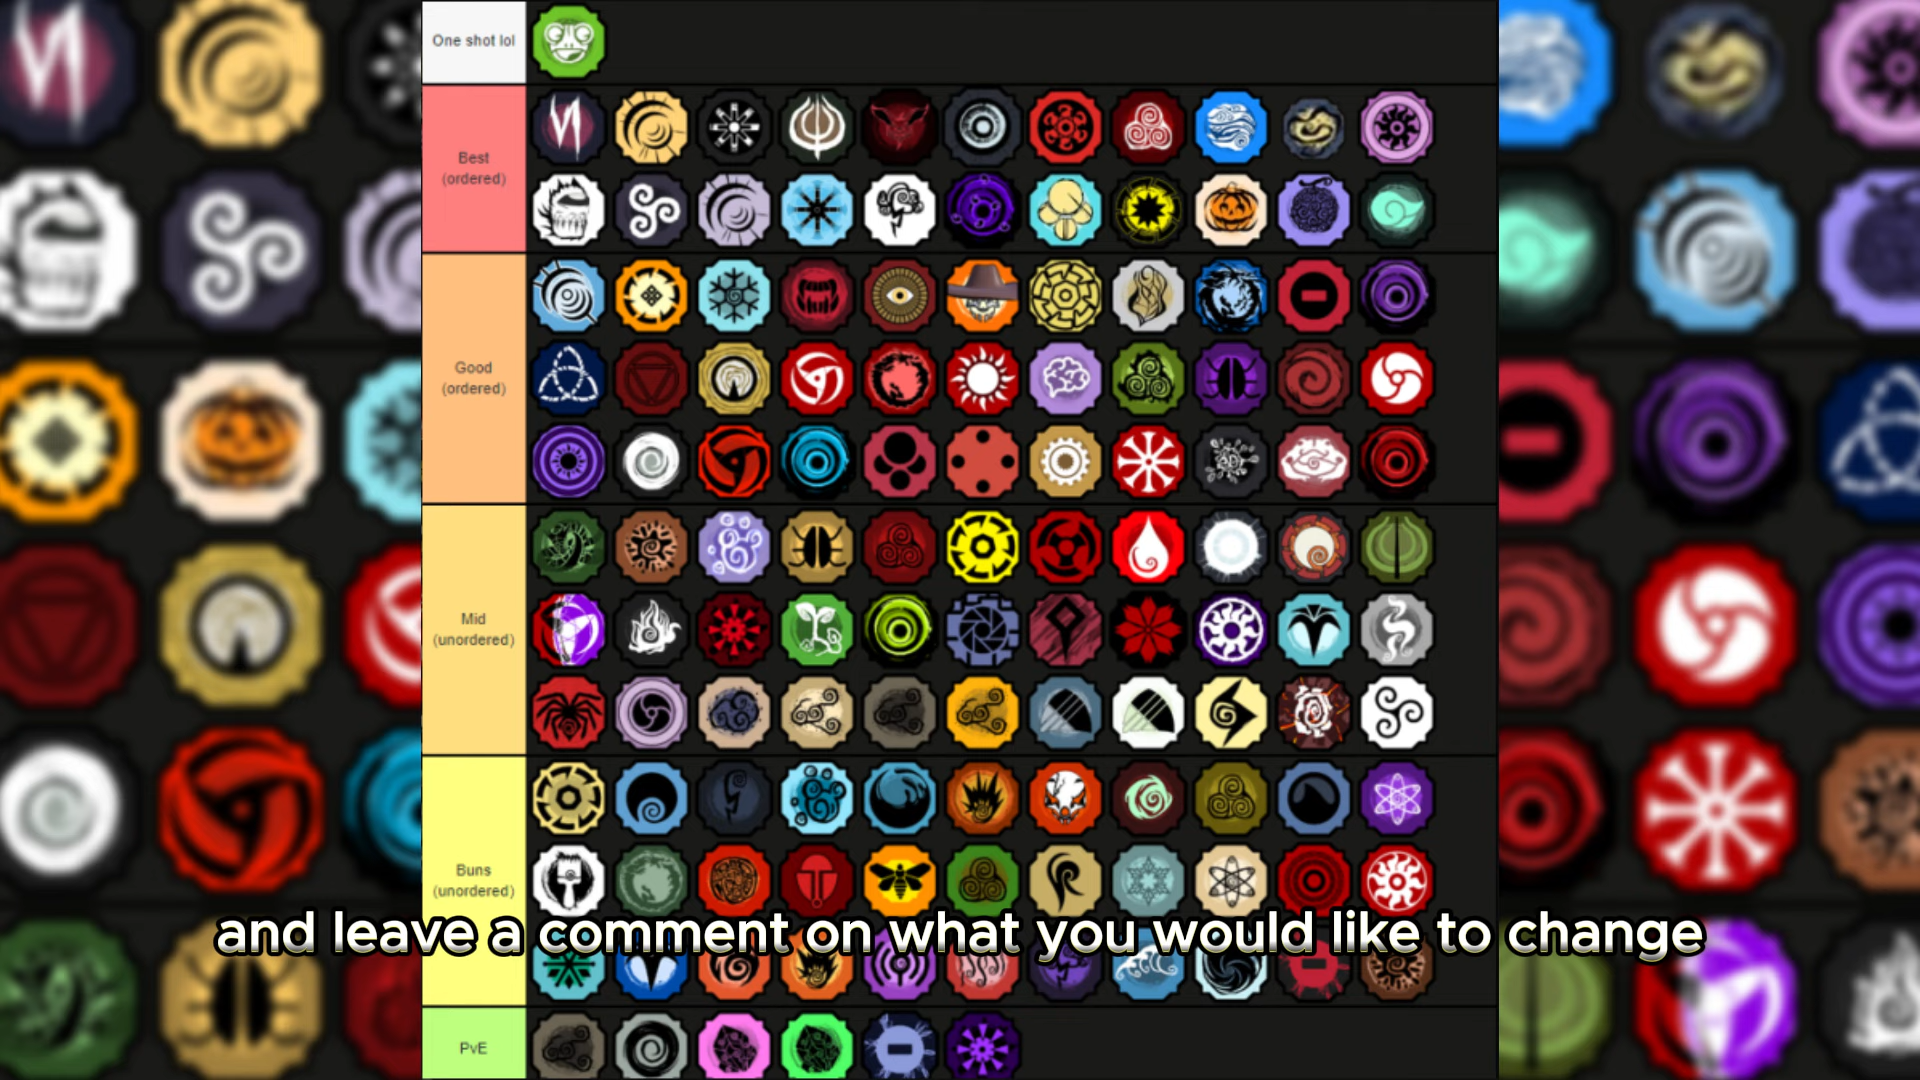 One shot lol
Best
(ordered)
Good
(ordered)
Mid
(unordered)
Buns
(unordered)
and leave a comment on what you would like to change
PvE